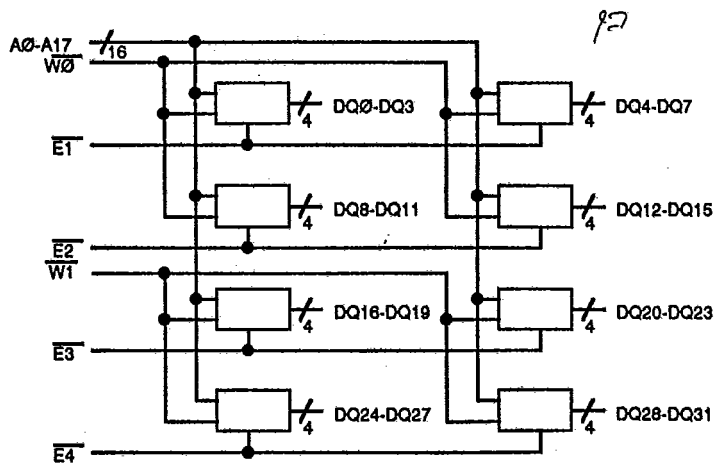 AØ-A17
16
WØ
DQØ-DQ3
4
DQ4-DQ7
4
E1
DQ8-DQ11
4
DQ12-DQ15
4
E2
W1
DQ16-DQ19
4
DQ20-DQ23
4
E3
DQ24-DQ27
4
DQ28-DQ31
4
E4